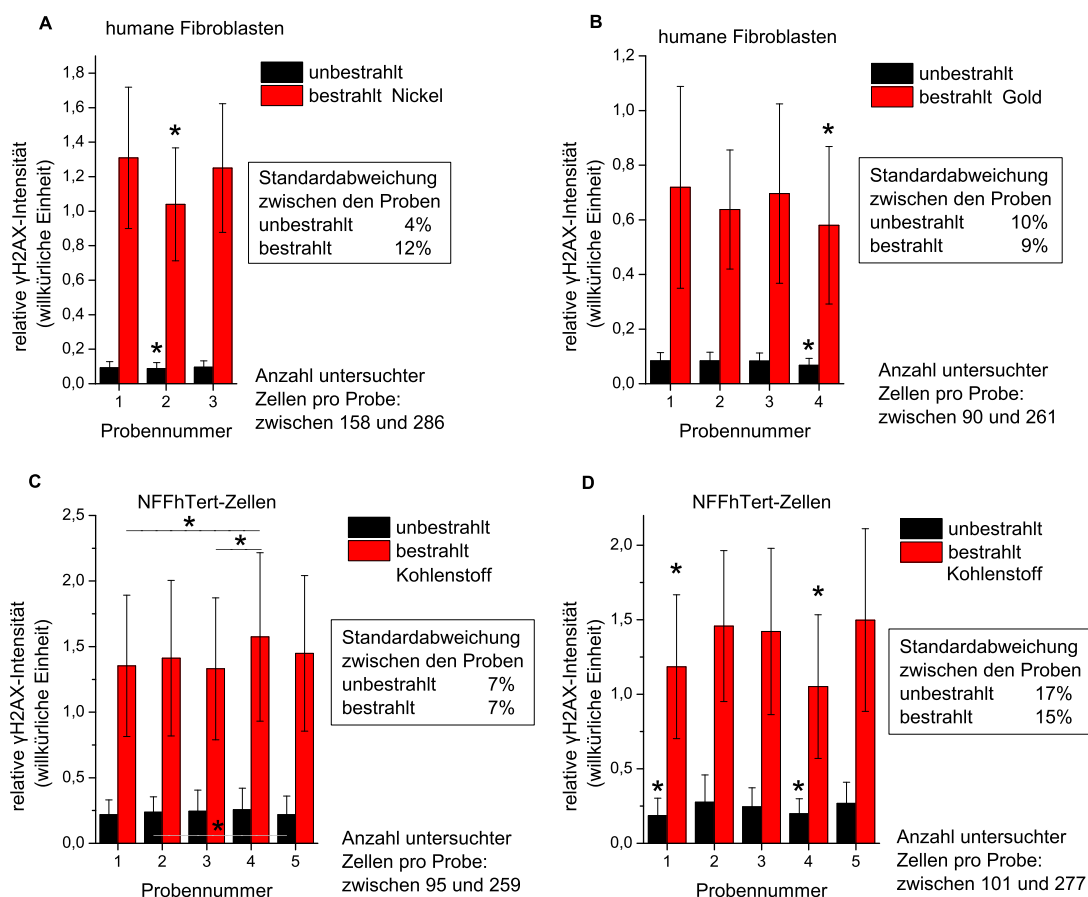 A
humane Fibroblasten
unbestrahlt
bestrahlt Nickel
relative γH2AX-Intensität
(willkürliche Einheit)
1,8
1,6
1,4
1,2
1,0
0,8
0,6
0,4
0,2
0,0
*
*
Standardabweichung
zwischen den Proben
unbestrahlt 4%
bestrahlt 12%
1 2 3
Probennummer
Anzahl untersuchter
Zellen pro Probe:
zwischen 158 und 286
B
humane Fibroblasten
unbestrahlt
bestrahlt Gold
relative γH2AX-Intensität
(willkürliche Einheit)
1,2
1,0
0,8
0,6
0,4
0,2
0,0
*
*
Standardabweichung
zwischen den Proben
unbestrahlt 10%
bestrahlt 9%
1 2 3 4
Probennummer
Anzahl untersuchter
Zellen pro Probe:
zwischen 90 und 261
C
NFFhTert-Zellen
unbestrahlt
bestrahlt
Kohlenstoff
relative γH2AX-Intensität
(willkürliche Einheit)
2,5
2,0
1,5
1,0
0,5
0,0
*
*
*
Standardabweichung
zwischen den Proben
unbestrahlt 7%
bestrahlt 7%
1 2 3 4 5
Probennummer
Anzahl untersuchter
Zellen pro Probe:
zwischen 95 und 259
D
NFFhTert-Zellen
unbestrahlt
bestrahlt
Kohlenstoff
relative γH2AX-Intensität
(willkürliche Einheit)
2,0
1,5
1,0
0,5
0,0
* *
* *
Standardabweichung
zwischen den Proben
unbestrahlt 17%
bestrahlt 15%
1 2 3 4 5
Probennummer
Anzahl untersuchter
Zellen pro Probe:
zwischen 101 und 277